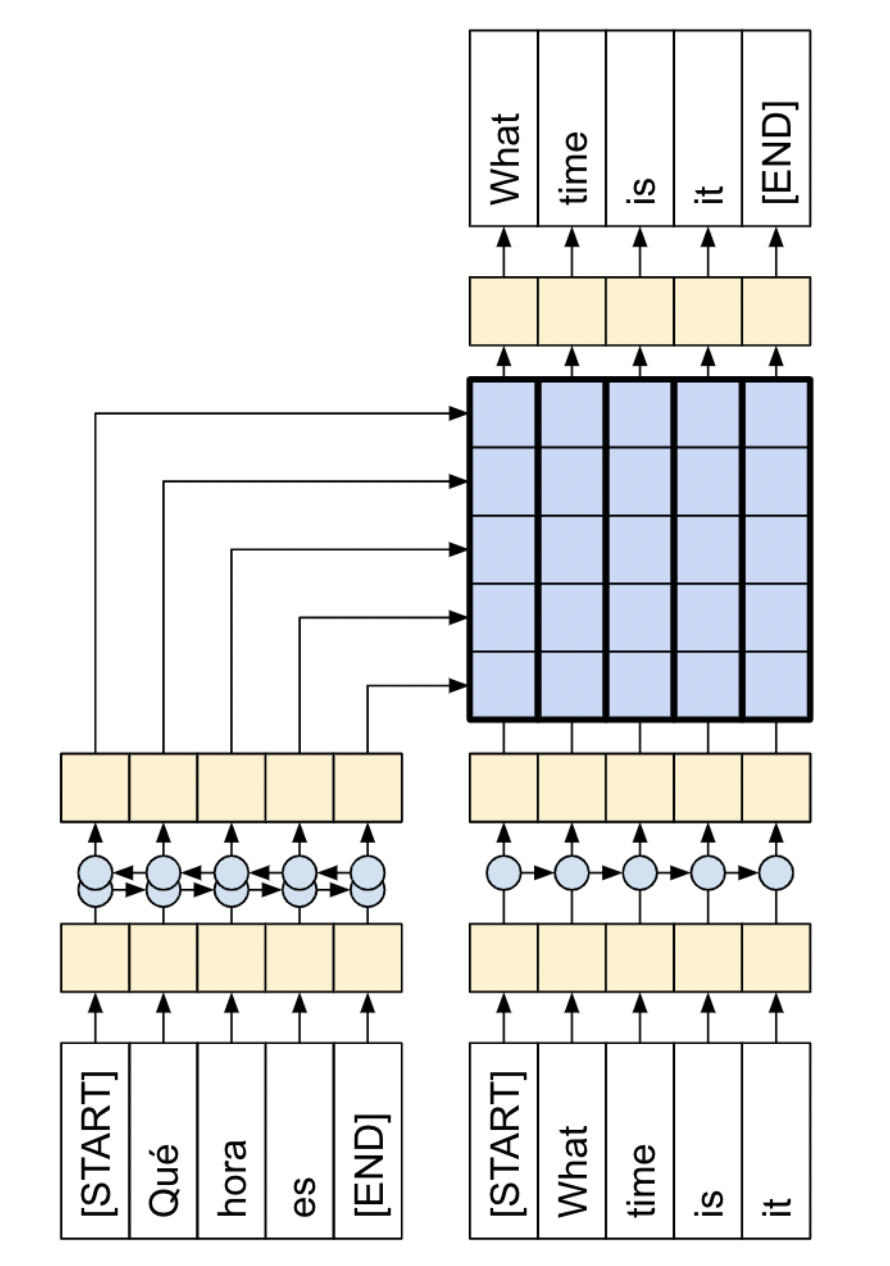 What
time
is
it
[END]
[START]
Qué
hora
es
[END]
[START]
What
time
is
it